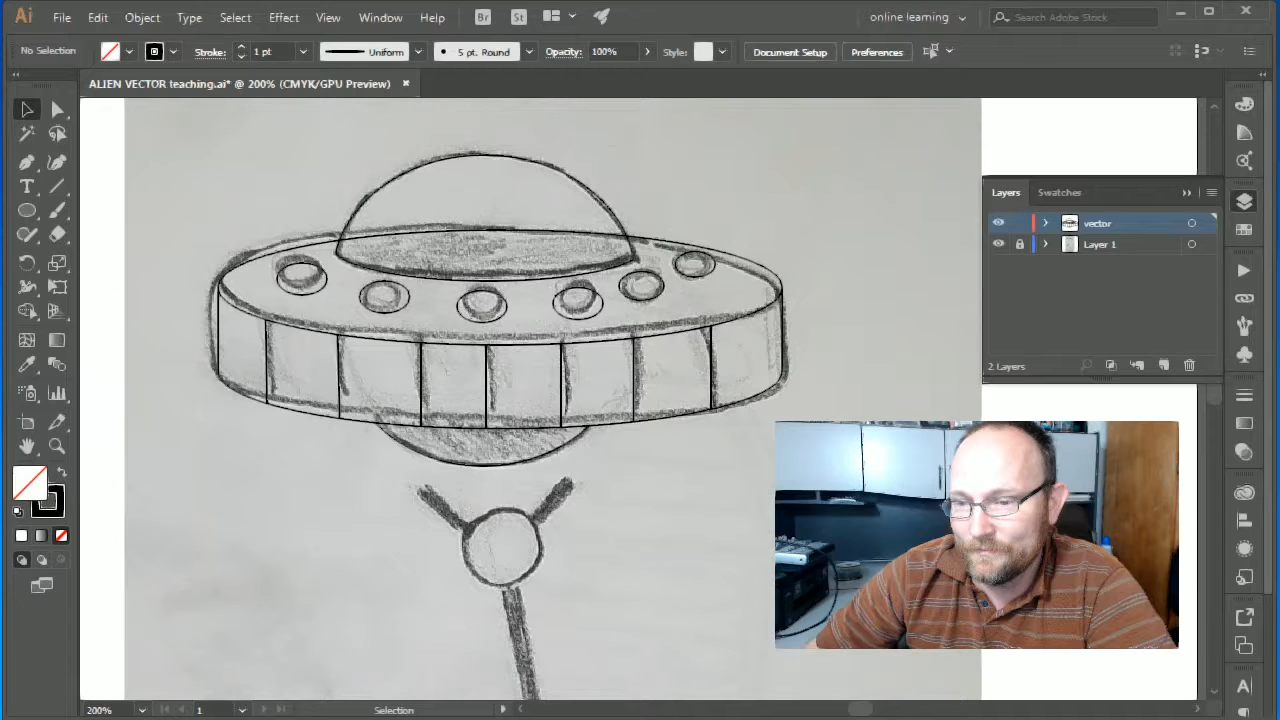 Ai File Edit Object Type Select Effect View Window Help Br St online learning Search Adobe Stock
No Selection Stroke: 1 pt Uniform 5 pt. Round Opacity: 100% Style: Document Setup Preferences
ALIEN VECTOR teaching.ai* @ 200% (CMYK/GPU Preview)
Layers Swatches
vector
Layer 1
2 Layers
200% 1 Selection